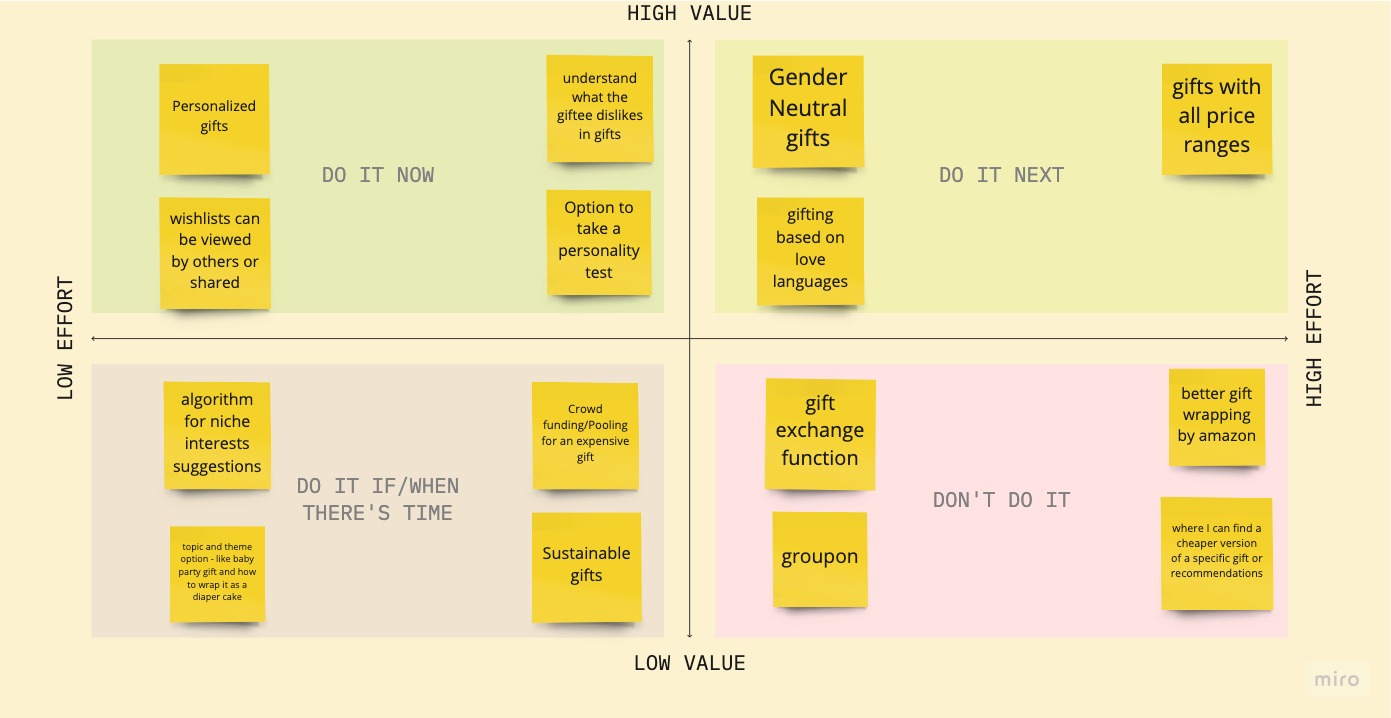 HIGH VALUE
Personalized
gifts
understand
what the
giftee dislikes
in gifts
DO IT NOW
wishlists can
be viewed
by others or
shared
Option to
take a
personality
test
Gender
Neutral
gifts
gifts with
all price
ranges
DO IT NEXT
gifting
based on
love
languages
LOW EFFORT
HIGH EFFORT
algorithm
for niche
interests
suggestions
Crowd
funding/Pooling
for an expensive
gift
DO IT IF/WHEN
THERE'S TIME
topic and theme
option - like baby
party gift and how
to wrap it as a
diaper cake
Sustainable
gifts
gift
exchange
function
better gift
wrapping
by amazon
DON'T DO IT
groupon
where I can find a
cheaper version
of a specific gift or
recommendations
LOW VALUE
miro